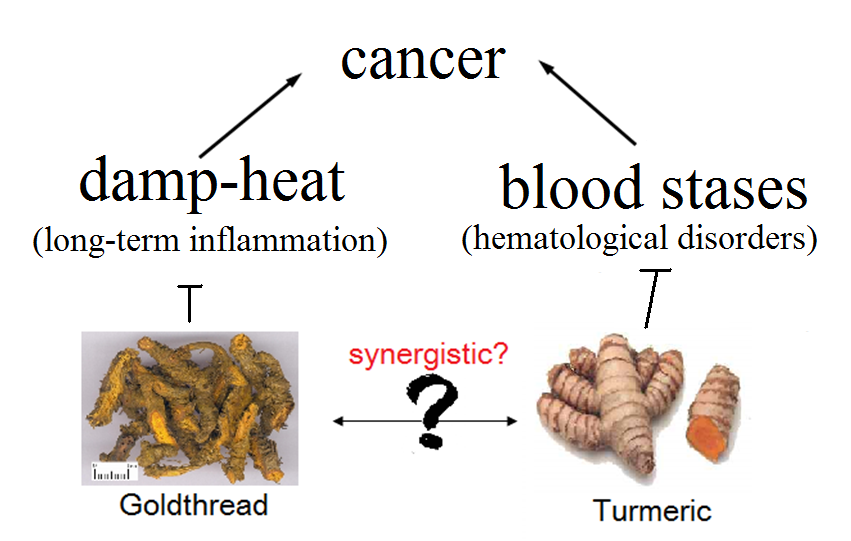 cancer
damp-heat
blood stases
(long-term inflammation)
(hematological disorders)
synergistic?
?
Goldthread
Turmeric